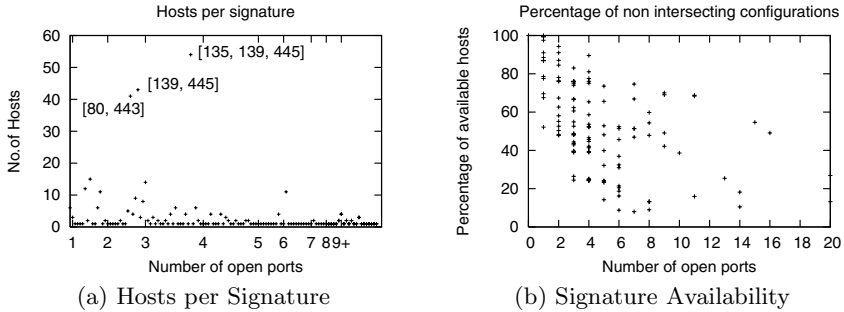 Hosts per signature
No.of Hosts
60
50
40
30
20
10
0
[135, 139, 445]
[139, 445]
[80, 443]
1 2 3 4 5 6 7 8 9+
Number of open ports
(a) Hosts per Signature
Percentage of non intersecting configurations
Percentage of available hosts
100
80
60
40
20
0
0 2 4 6 8 10 12 14 16 18 20
Number of open ports
(b) Signature Availability